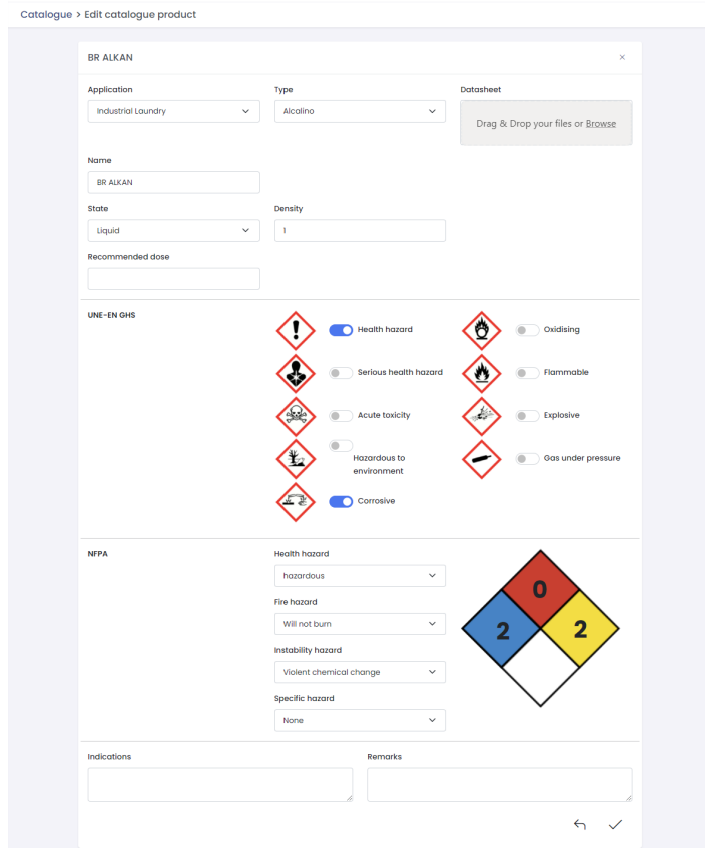 Catalogue > Edit catalogue product
BR ALKAN
Application
Type
Datasheet
Industrial Laundry
Alcalino
Drag & Drop your files or Browse
Name
BR ALKAN
State
Density
Liquid
1
Recommended dose
UNE-EN GHS
Health hazard
Oxidising
Serious health hazard
Flammable
Acute toxicity
Explosive
Hazardous to
environment
Gas under pressure
Corrosive
NFPA
Health hazard
hazardous
Fire hazard
Will not burn
Instability hazard
Violent chemical change
Specific hazard
None
0
2
2
Indications
Remarks